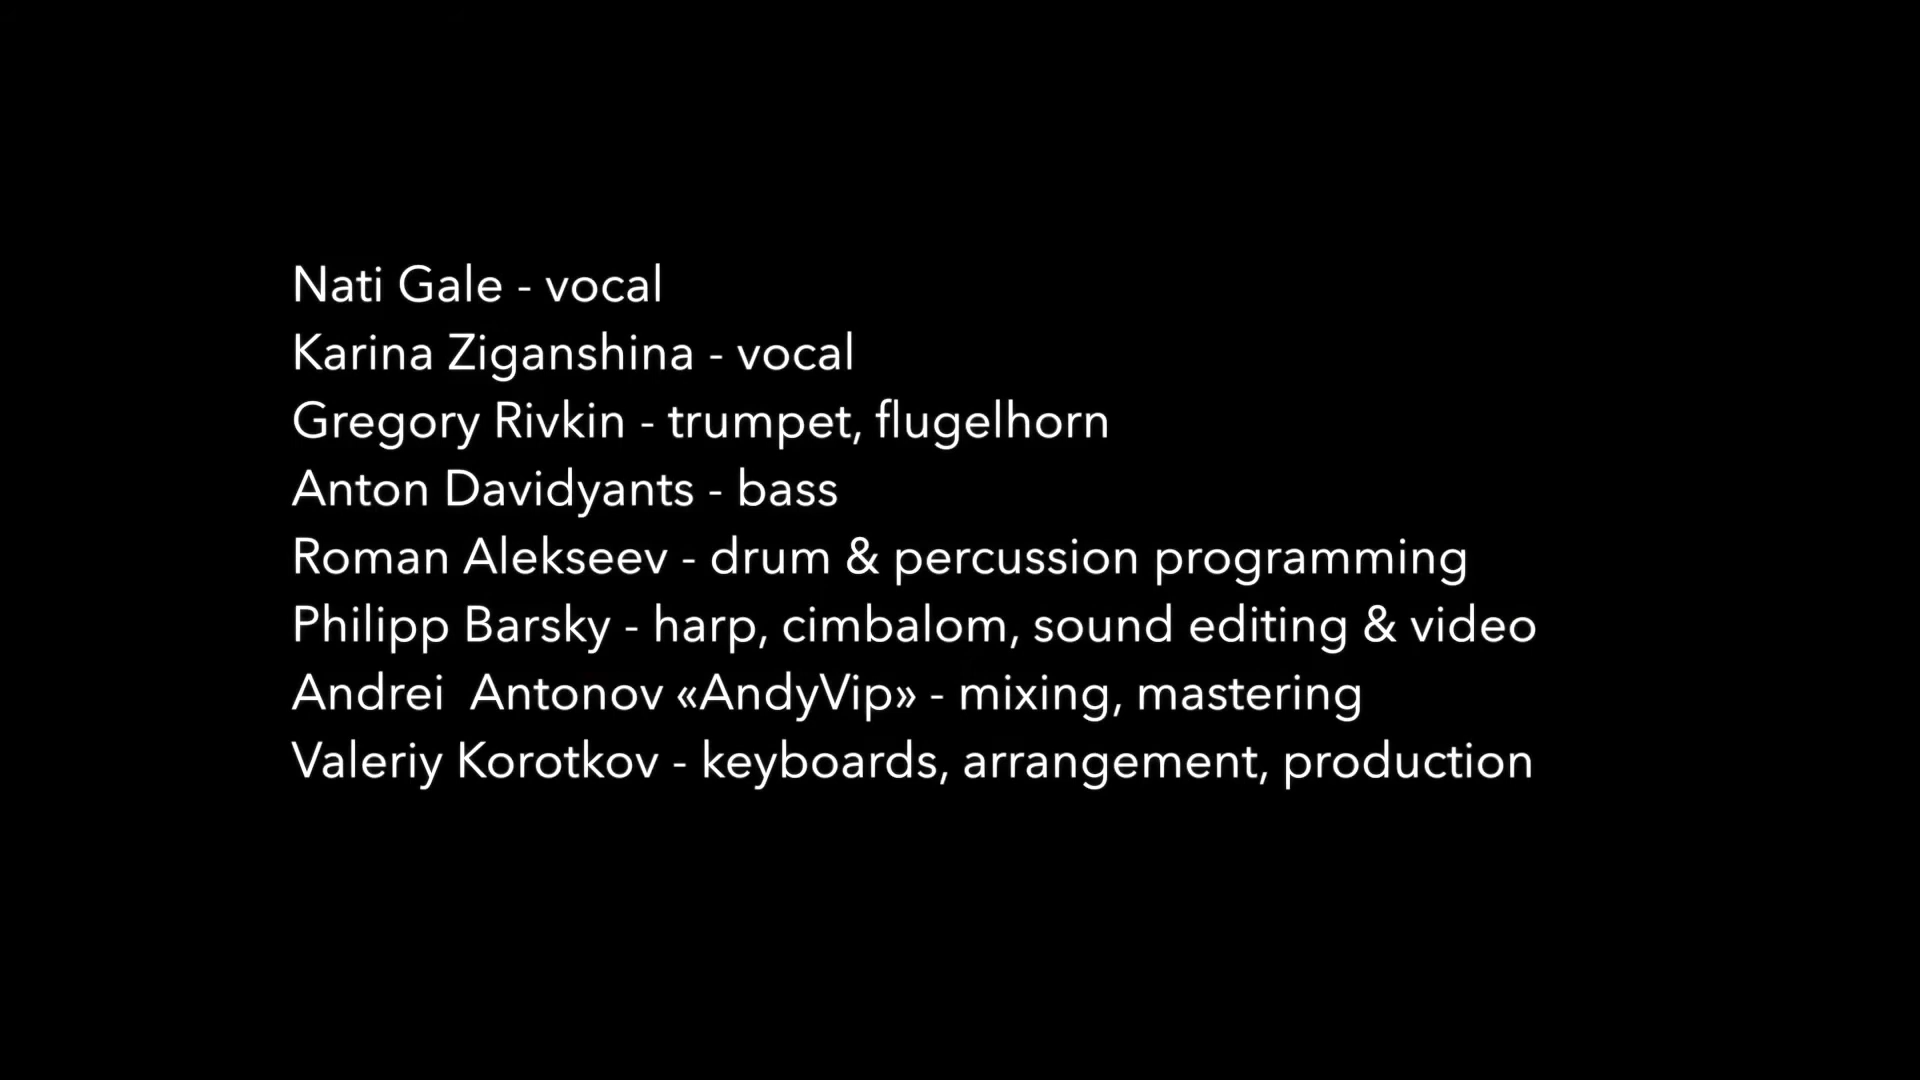 Nati Gale - vocal
Karina Ziganshina - vocal
Gregory Rivkin - trumpet, flugelhorn
Anton Davidyants - bass
Roman Alekseev - drum & percussion programming
Philipp Barsky - harp, cimbalom, sound editing & video
Andrei  Antonov «AndyVip» - mixing, mastering
Valeriy Korotkov - keyboards, arrangement, production